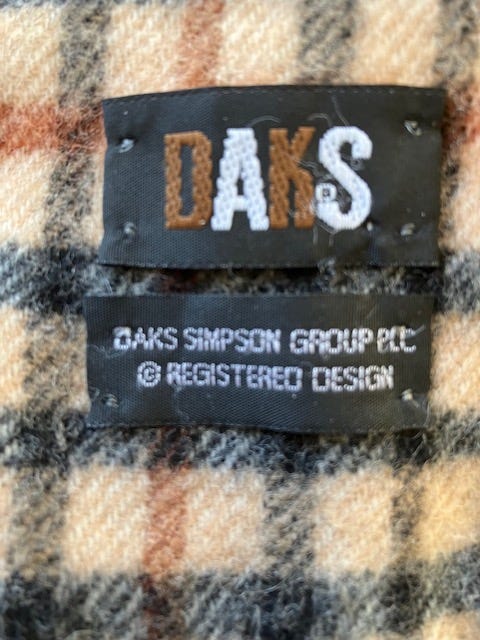 DAKS
DAKS SIMPSON GROUP PLC
© REGISTERED DESIGN